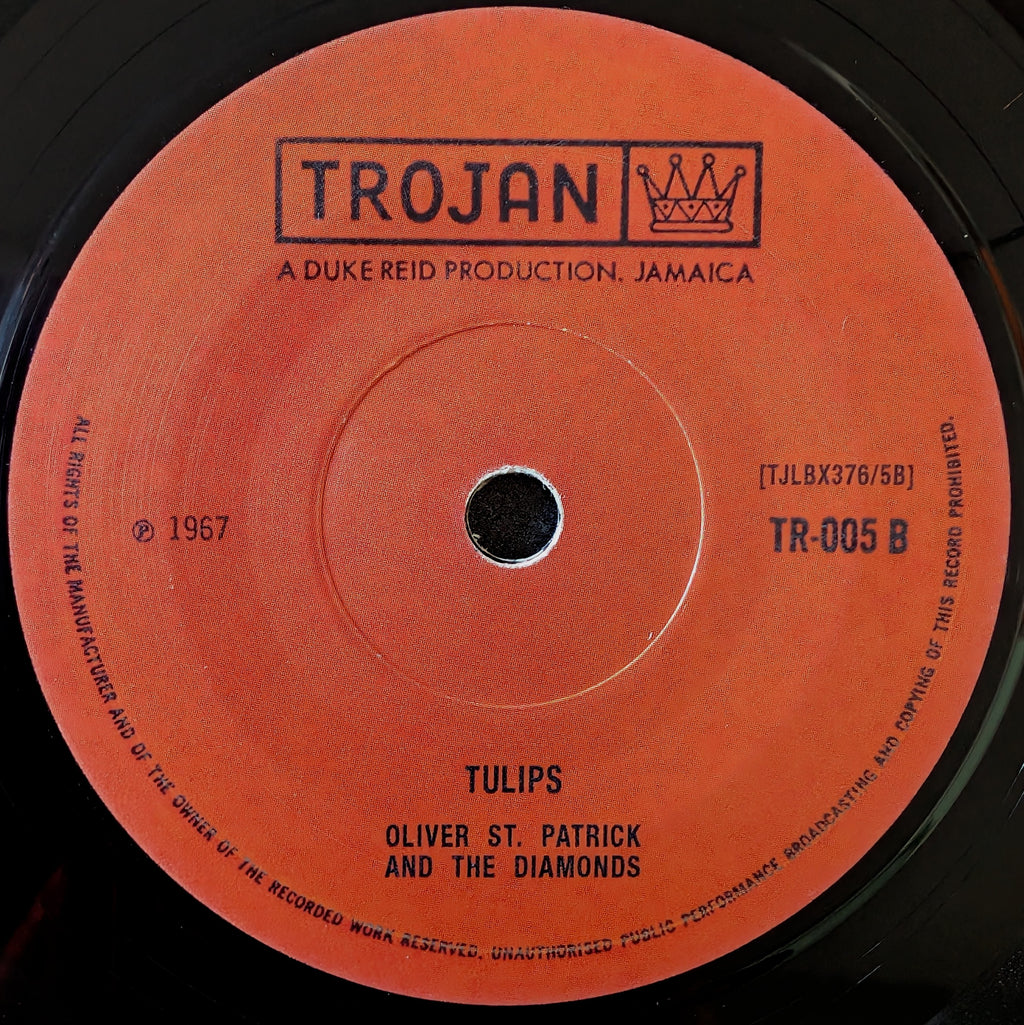 TROJAN
A DUKE REID PRODUCTION. JAMAICA
[TJLBX376/5B]
℗ 1967
TR-005 B
TULIPS
OLIVER ST. PATRICK
AND THE DIAMONDS
ALL RIGHTS OF THE MANUFACTURER AND OF THE OWNER OF THE RECORDED WORK RESERVED. UNAUTHORISED PUBLIC PERFORMANCE BROADCASTING AND COPYING OF THIS RECORD PROHIBITED.